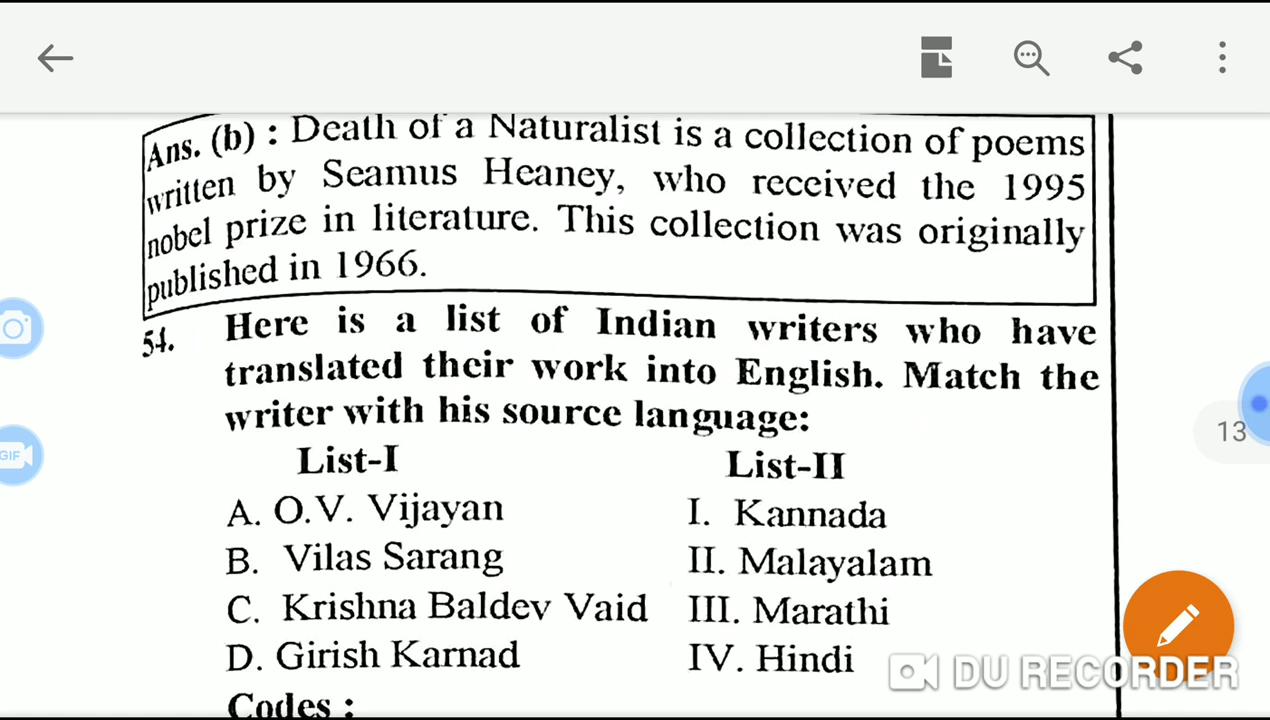 Ans. (b) : Death of a Naturalist is a collection of poems
written by Seamus Heaney, who received the 1995
nobel prize in literature. This collection was originally
published in 1966.
54. Here is a list of Indian writers who have
translated their work into English. Match the
writer with his source language:
List-I List-II
A. O.V. Vijayan I. Kannada
B. Vilas Sarang II. Malayalam
C. Krishna Baldev Vaid III. Marathi
D. Girish Karnad IV. Hindi
Codes :
13
GIF
DU RECORDER